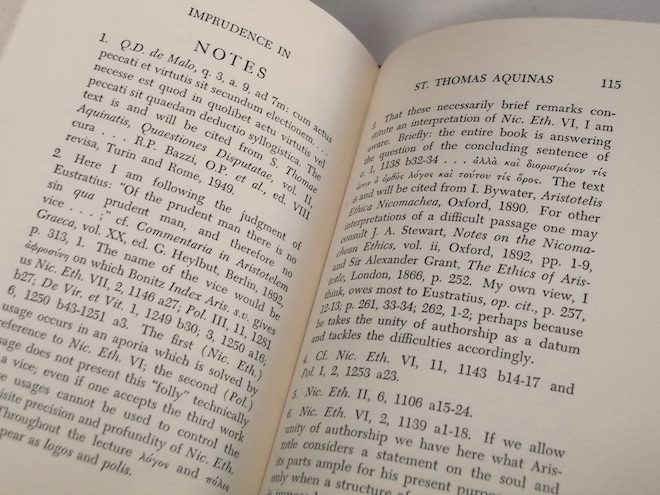 IMPRUDENCE IN
NOTES
1. Q.D. de Malo, q. 3, a. 9, ad 7m: cum actus
peccati et virtutis sit secundum electionem. . .
necesse est quod in quolibet actu virtutis vel
peccati sit quaedam deductio syllogistica. The
text is and will be cited from S. Thomae
Aquinatis, Quaestiones Disputatae, vol. II,
cura . . . R.P. Bazzi, O.P. et al., ed. VIII
revisa, Turin and Rome, 1949.
2. Here I am following the judgment of
Eustratius: "Of the prudent man there is no
sin qua prudent man, and therefore no
vice . . . ;" cf. Commentaria in Aristotelem
Graeca, vol. XX, ed. G. Heylbut, Berlin, 1892,
p. 313, 1. The name of the vice would be
ἀφροσύνη on which Bonitz Index Aris. s.v. gives
us Nic. Eth. VII, 2, 1146 a27; Pol. III, 11, 1281
b27; De Vir. et Vit. 1, 1249 b30; 3, 1250 a16;
6, 1250 b43-1251 a3. The first (Nic. Eth.)
usage occurs in an aporia which is solved by
reference to Nic. Eth. VI; the second (Pol.)
does not present this "folly" technically
a vice; even if one accepts the third work
usages cannot be used to control the
precision and profundity of Nic. Eth.
Throughout the lecture λόγος and πόλις
as logos and polis.
ST. THOMAS AQUINAS 115
3 That these necessarily brief remarks con-
stitute an interpretation of Nic. Eth. VI, I am
aware. Briefly: the entire book is answering
the question of the concluding sentence of
c. I, 1138 b32-34 . . . ἀλλὰ καὶ διορισμένον τίς
ὁ ὀρθὸς λόγος καὶ τούτου τίς ὅρος. The text
is and will be cited from I. Bywater, Aristotelis
Ethica Nicomachea, Oxford, 1890. For other
interpretations of a difficult passage one may
consult J. A. Stewart, Notes on the Nicoma-
chean Ethics, vol. ii, Oxford, 1892, pp. 1-9,
and Sir Alexander Grant, The Ethics of Aris-
totle, London, 1866, p. 252. My own view, I
think, owes most to Eustratius, op. cit., p. 257,
12-13; p. 261, 33-34; 262, 1-2; perhaps because
he takes the unity of authorship as a datum
and tackles the difficulties accordingly.
4. Cf. Nic. Eth. VI, 11, 1143 b14-17 and
Pol. I, 2, 1253 a23.
5. Nic. Eth. II, 6, 1106 a15-24.
6. Nic. Eth. VI, 2, 1139 a1-18. If we allow
unity of authorship we have here what Aris-
totle considers a statement on the soul and
its parts ample for his present
only when a structure of